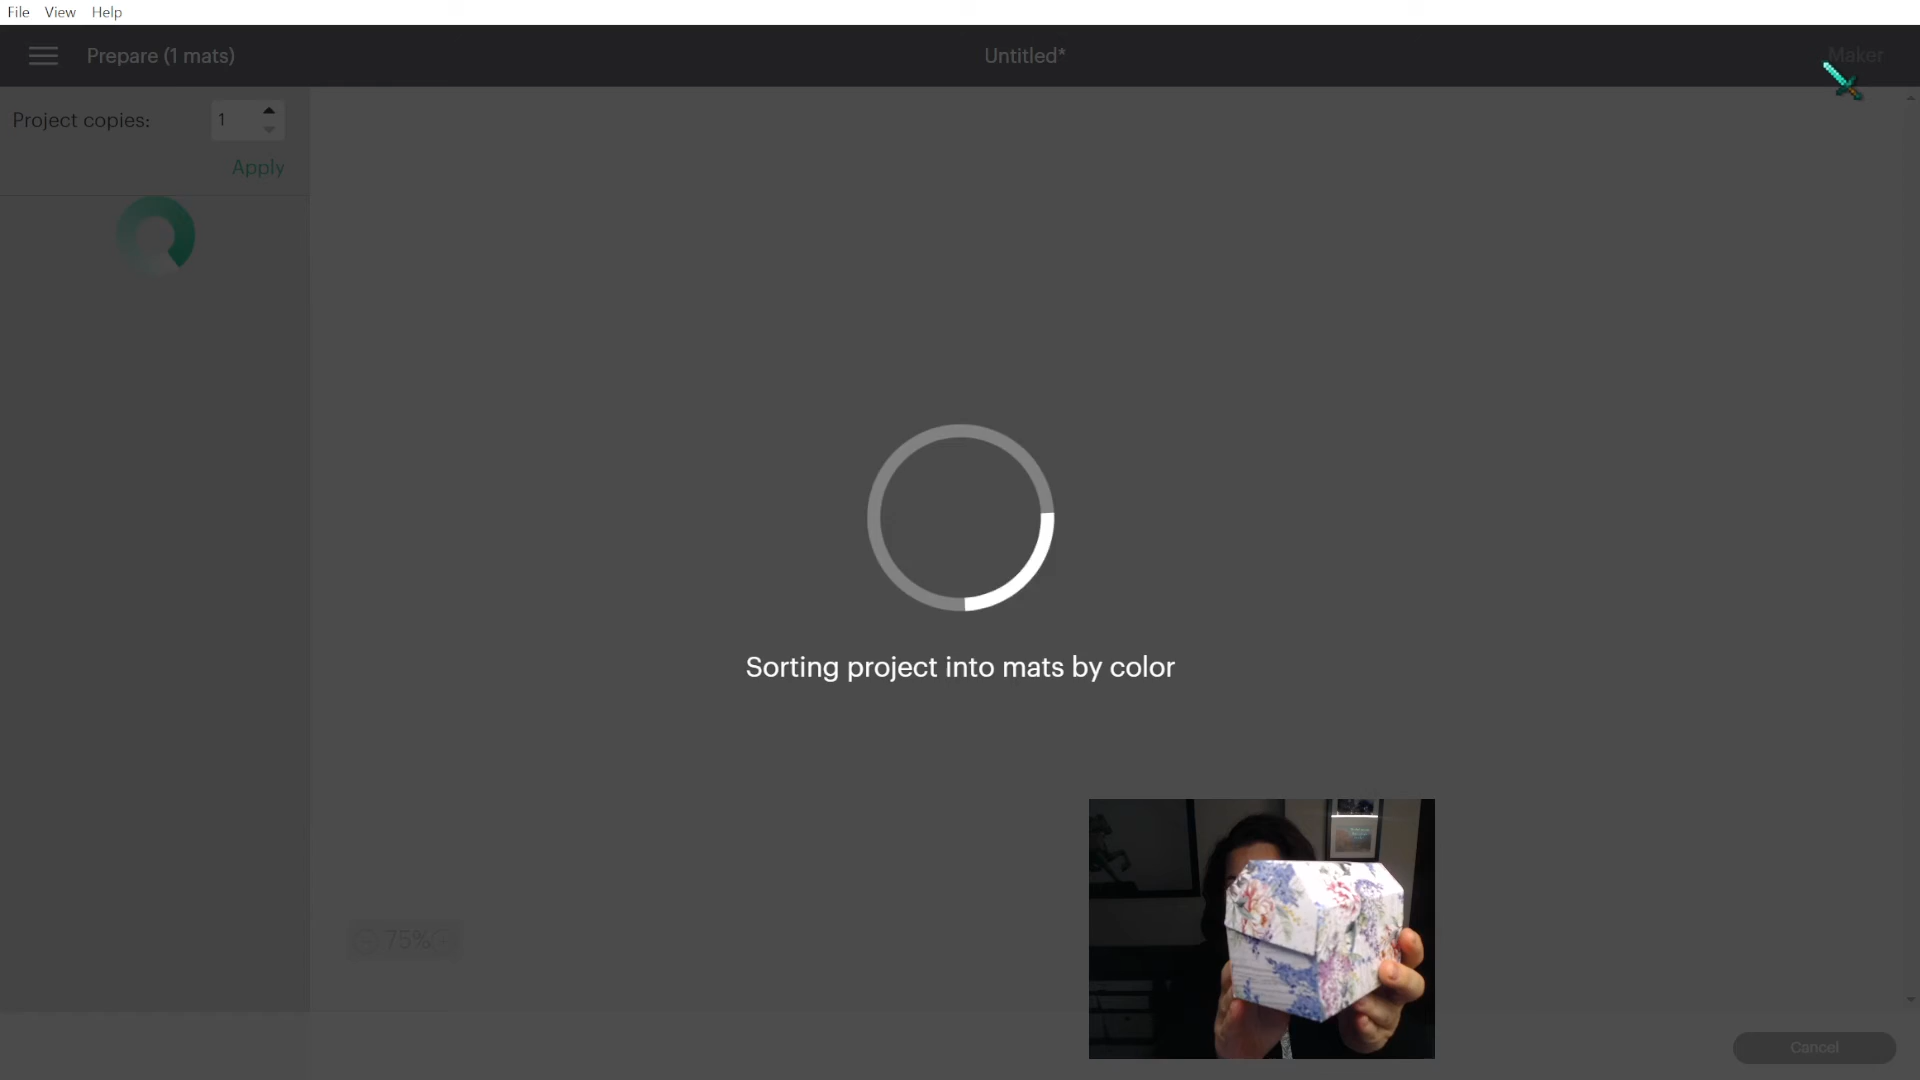 File View Help
Prepare (1 mats)
Untitled*
Maker
Project copies:
1
Apply
Sorting project into mats by color
75%
Cancel